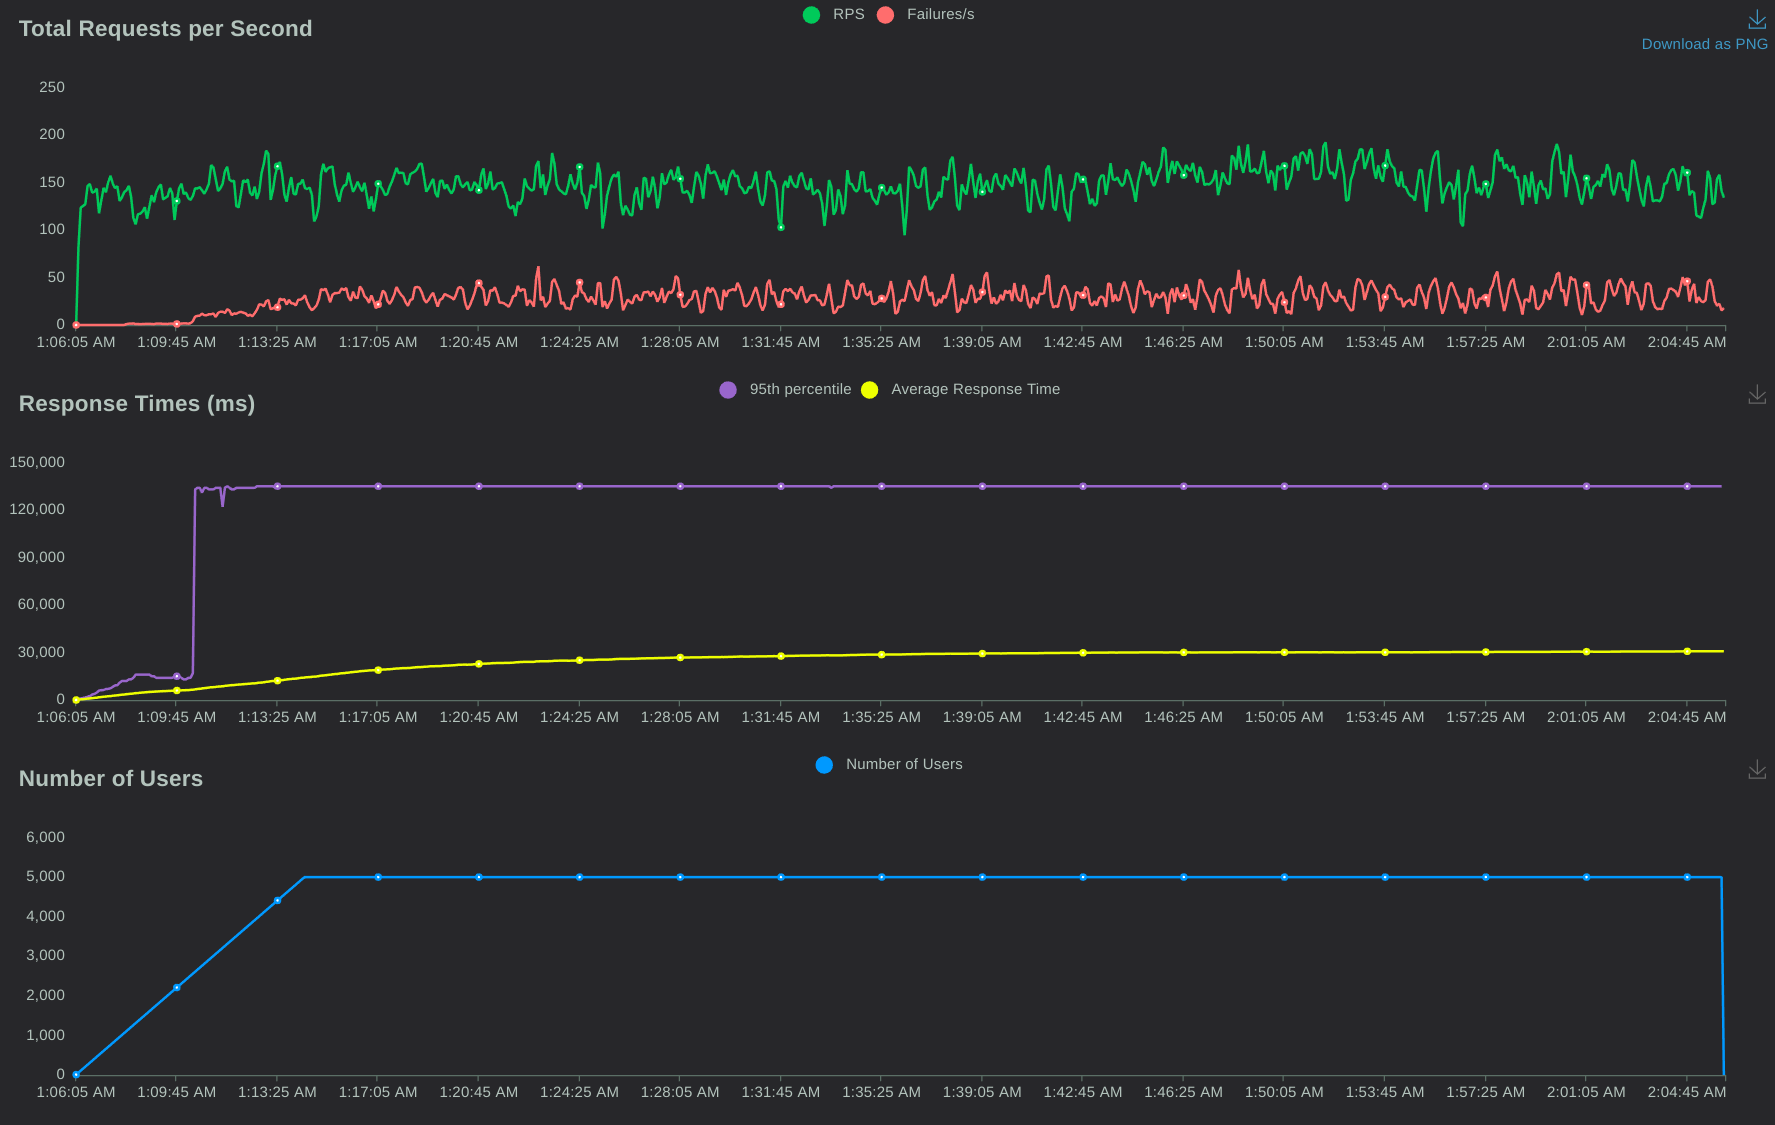 RPS Failures/s
Total Requests per Second
Download as PNG
250
200
150
100
50
0
1:06:05 AM 1:09:45 AM 1:13:25 AM 1:17:05 AM 1:20:45 AM 1:24:25 AM 1:28:05 AM 1:31:45 AM 1:35:25 AM 1:39:05 AM 1:42:45 AM 1:46:25 AM 1:50:05 AM 1:53:45 AM 1:57:25 AM 2:01:05 AM 2:04:45 AM
95th percentile Average Response Time
Response Times (ms)
150,000
120,000
90,000
60,000
30,000
0
1:06:05 AM 1:09:45 AM 1:13:25 AM 1:17:05 AM 1:20:45 AM 1:24:25 AM 1:28:05 AM 1:31:45 AM 1:35:25 AM 1:39:05 AM 1:42:45 AM 1:46:25 AM 1:50:05 AM 1:53:45 AM 1:57:25 AM 2:01:05 AM 2:04:45 AM
Number of Users
Number of Users
6,000
5,000
4,000
3,000
2,000
1,000
0
1:06:05 AM 1:09:45 AM 1:13:25 AM 1:17:05 AM 1:20:45 AM 1:24:25 AM 1:28:05 AM 1:31:45 AM 1:35:25 AM 1:39:05 AM 1:42:45 AM 1:46:25 AM 1:50:05 AM 1:53:45 AM 1:57:25 AM 2:01:05 AM 2:04:45 AM